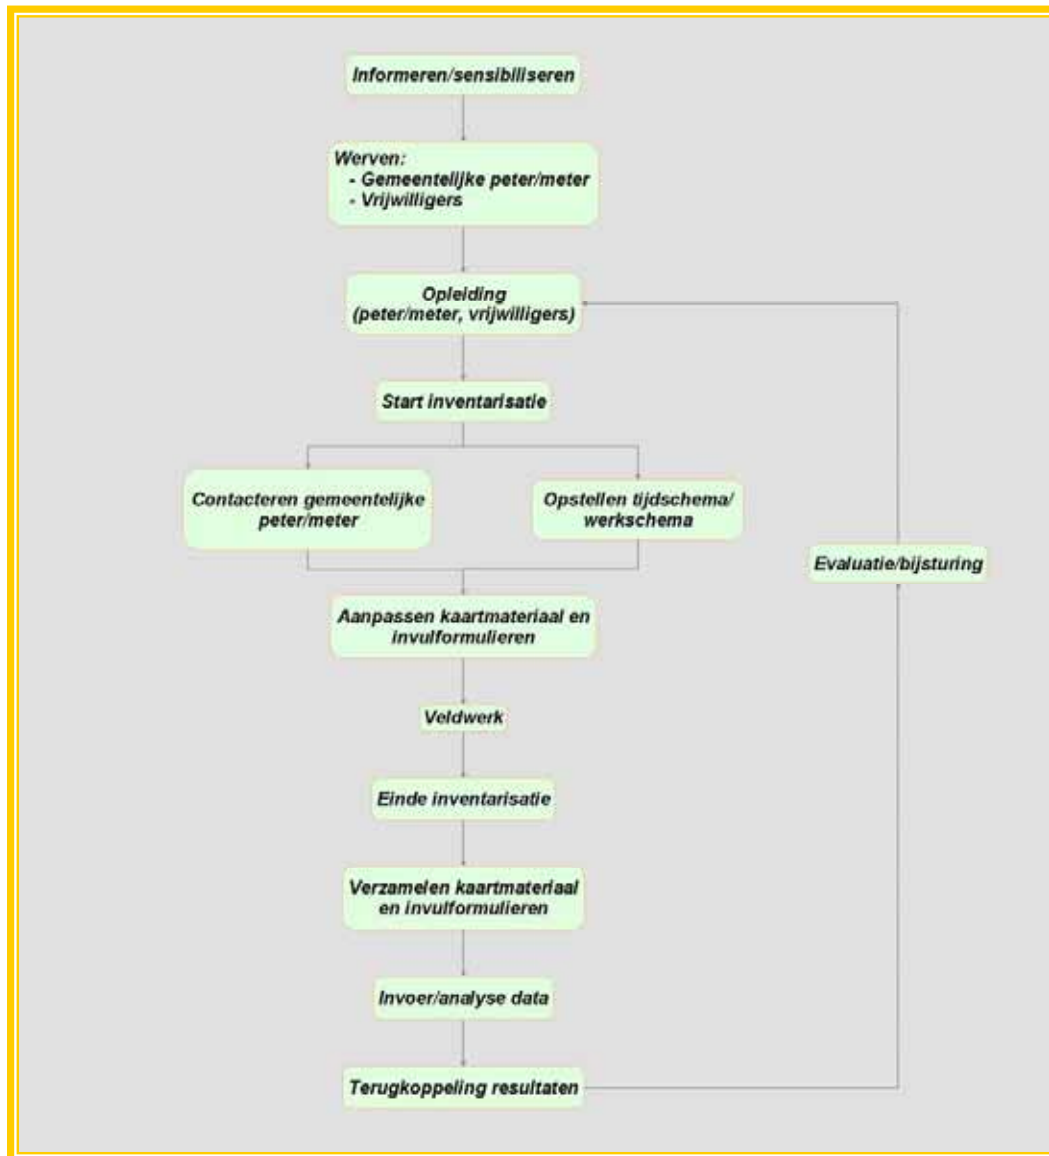 Informeren/sensibiliseren
Werven:
- Gemeentelijke peter/meter
- Vrijwilligers
Opleiding
(peter/meter, vrijwilligers)
Start inventarisatie
Contacteren gemeentelijke
peter/meter
Opstellen tijdschema/
werkschema
Evaluatie/bijsturing
Aanpassen kaartmateriaal en
invulformulieren
Veldwerk
Einde inventarisatie
Verzamelen kaartmateriaal
en invulformulieren
Invoer/analyse data
Terugkoppeling resultaten